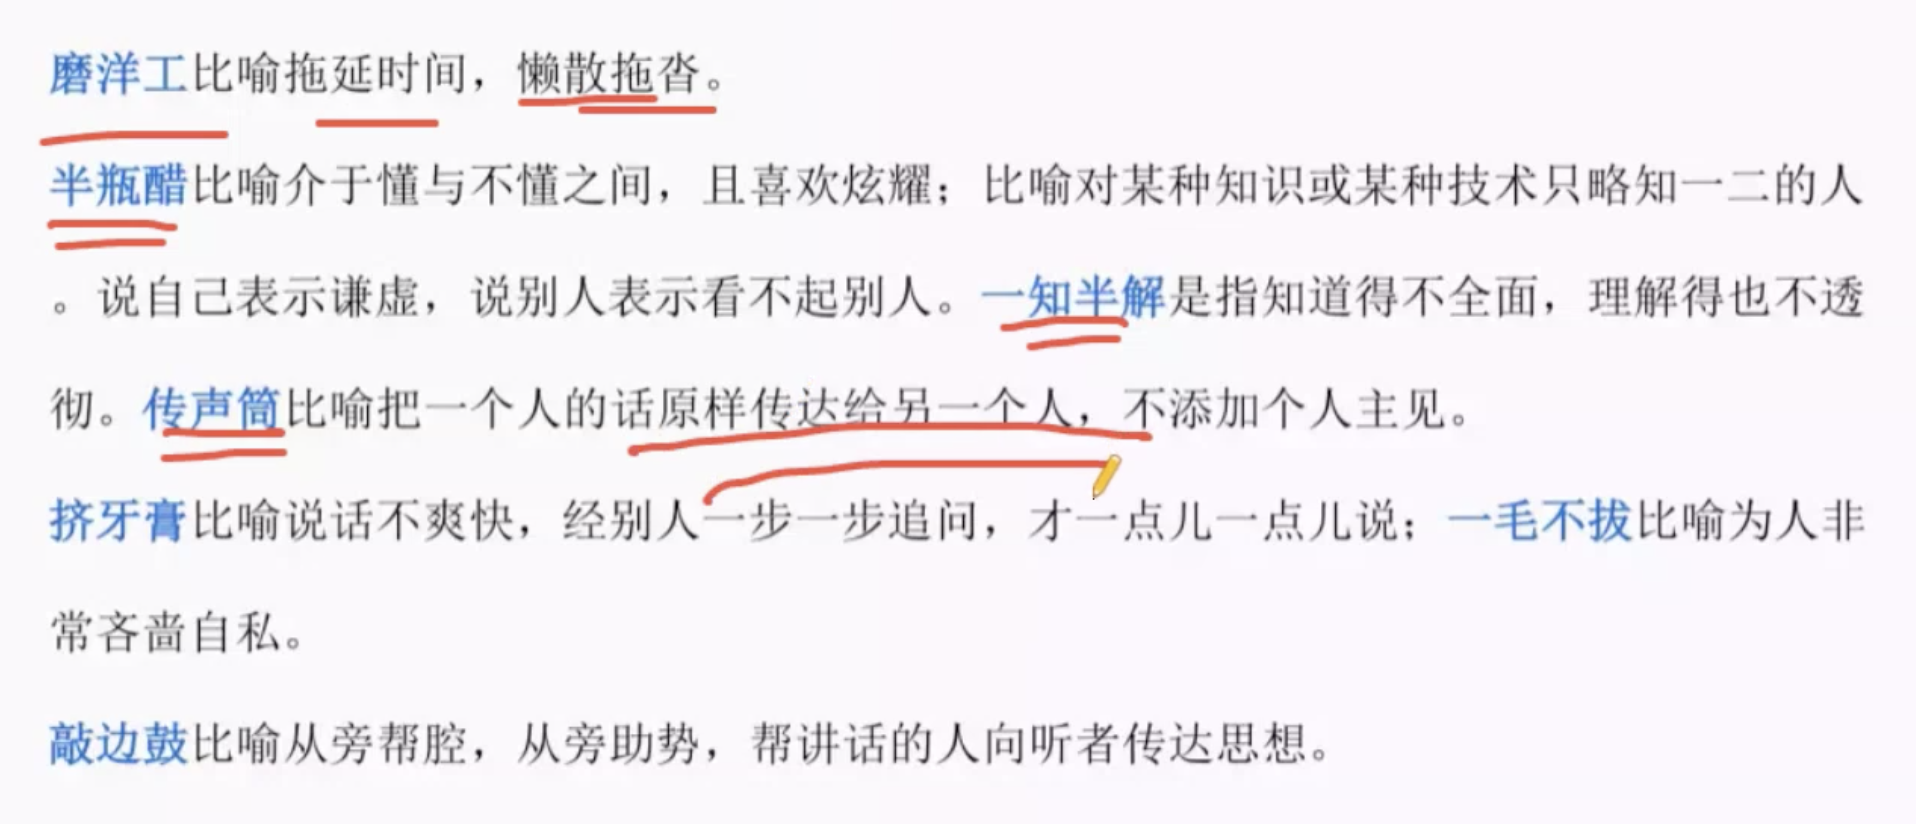 磨洋工比喻拖延时间，懒散拖沓。
半瓶醋比喻介于懂与不懂之间，且喜欢炫耀；比喻对某种知识或某种技术只略知一二的人
。说自己表示谦虚，说别人表示看不起别人。一知半解是指知道得不全面，理解得也不透
彻。传声筒比喻把一个人的话原样传达给另一个人，不添加个人主见。
挤牙膏比喻说话不爽快，经别人一步一步追问，才一点儿一点儿说；一毛不拔比喻为人非
常吝啬自私。
敲边鼓比喻从旁帮腔，从旁助势，帮讲话的人向听者传达思想。